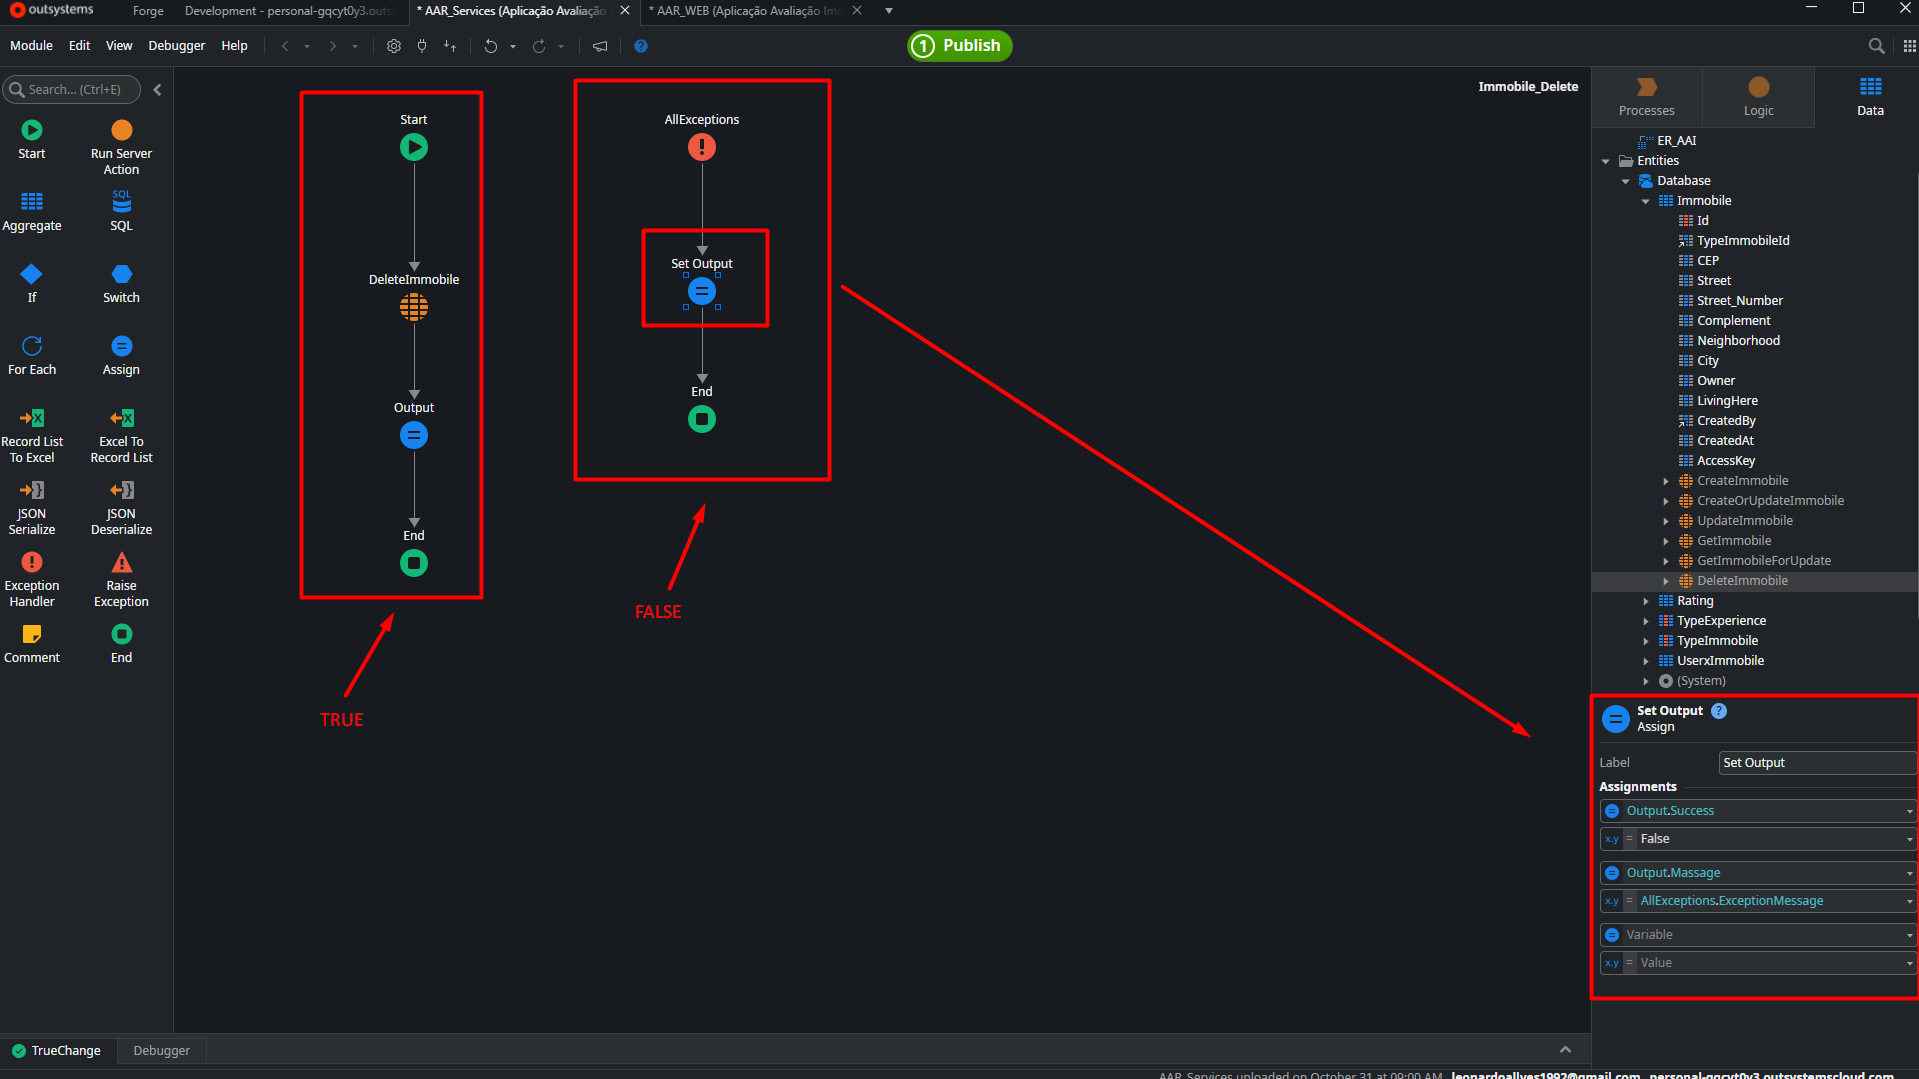 outsystems
Forge
Development - personal-gqcyt0y3.outsy
* AAR_Services (Aplicação Avaliação
* AAR_WEB (Aplicação Avaliação Imó
Module Edit View Debugger Help
1 Publish
Search... (Ctrl+E)
Start
Run Server Action
Aggregate
SQL
SQL
If
Switch
For Each
Assign
Record List To Excel
Excel To Record List
JSON Serialize
JSON Deserialize
Exception Handler
Raise Exception
Comment
End
Start
DeleteImmobile
Output
End
TRUE
AllExceptions
Set Output
End
FALSE
Immobile_Delete
Processes
Logic
Data
ER_AAI
Entities
Database
Immobile
Id
TypeImmobileId
CEP
Street
Street_Number
Complement
Neighborhood
City
Owner
LivingHere
CreatedBy
CreatedAt
AccessKey
CreateImmobile
CreateOrUpdateImmobile
UpdateImmobile
GetImmobile
GetImmobileForUpdate
DeleteImmobile
Rating
TypeExperience
TypeImmobile
UserxImmobile
(System)
Set Output ?
Assign
Label Set Output
Assignments
Output.Success
x.y = False
Output.Massage
x.y = AllExceptions.ExceptionMessage
Variable
x.y = Value
TrueChange
Debugger
AAR_Services uploaded on October 31 at 09:00 AM leonardoallves1992@gmail.com personal-gqcyt0y3.outsystemscloud.com